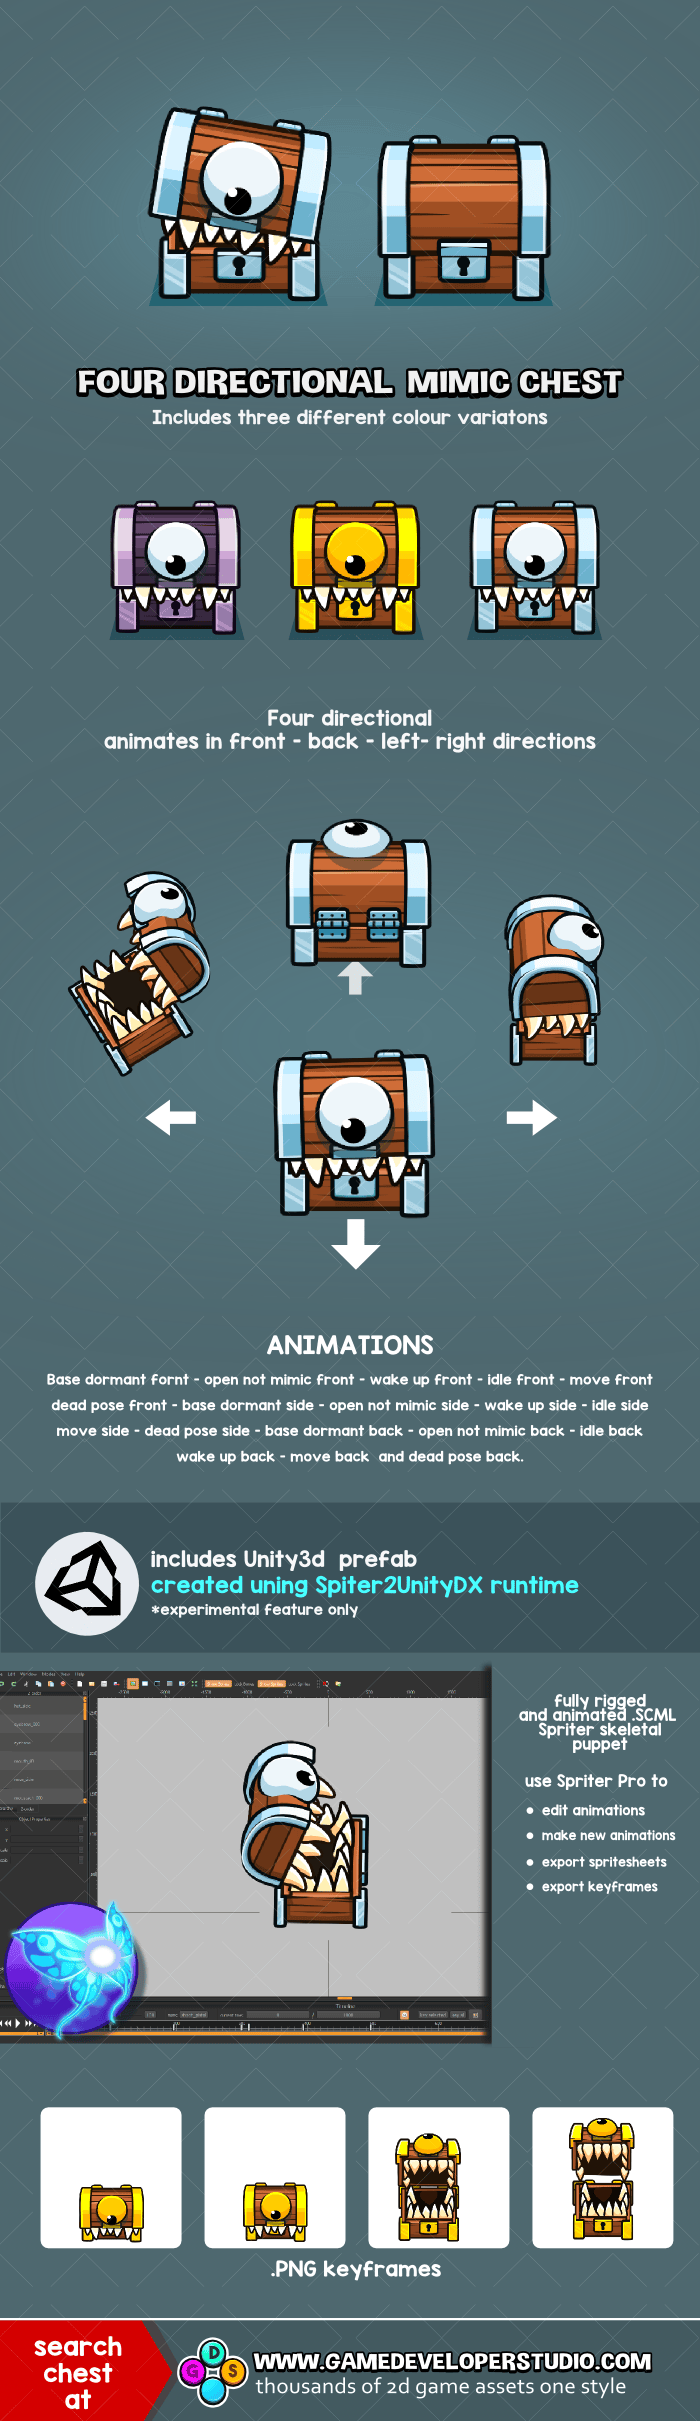 FOUR DIRECTIONAL MIMIC CHEST
Includes three different colour variatons
Four directional
animates in front - back - left- right directions
ANIMATIONS
Base dormant fornt - open not mimic front - wake up front - idle front - move front
dead pose front - base dormant side - open not mimic side - wake up side - idle side
move side - dead pose side - base dormant back - open not mimic back - idle back
wake up back - move back and dead pose back.
includes Unity3d prefab
created uning Spiter2UnityDX runtime
*experimental feature only
fully rigged
and animated .SCML
Spriter skeletal
puppet
use Spriter Pro to
• edit animations
• make new animations
• export spritesheets
• export keyframes
Object Properties
Timeline
.PNG keyframes
search
chest
at
G D S
WWW.GAMEDEVELOPERSTUDIO.COM
thousands of 2d game assets one style